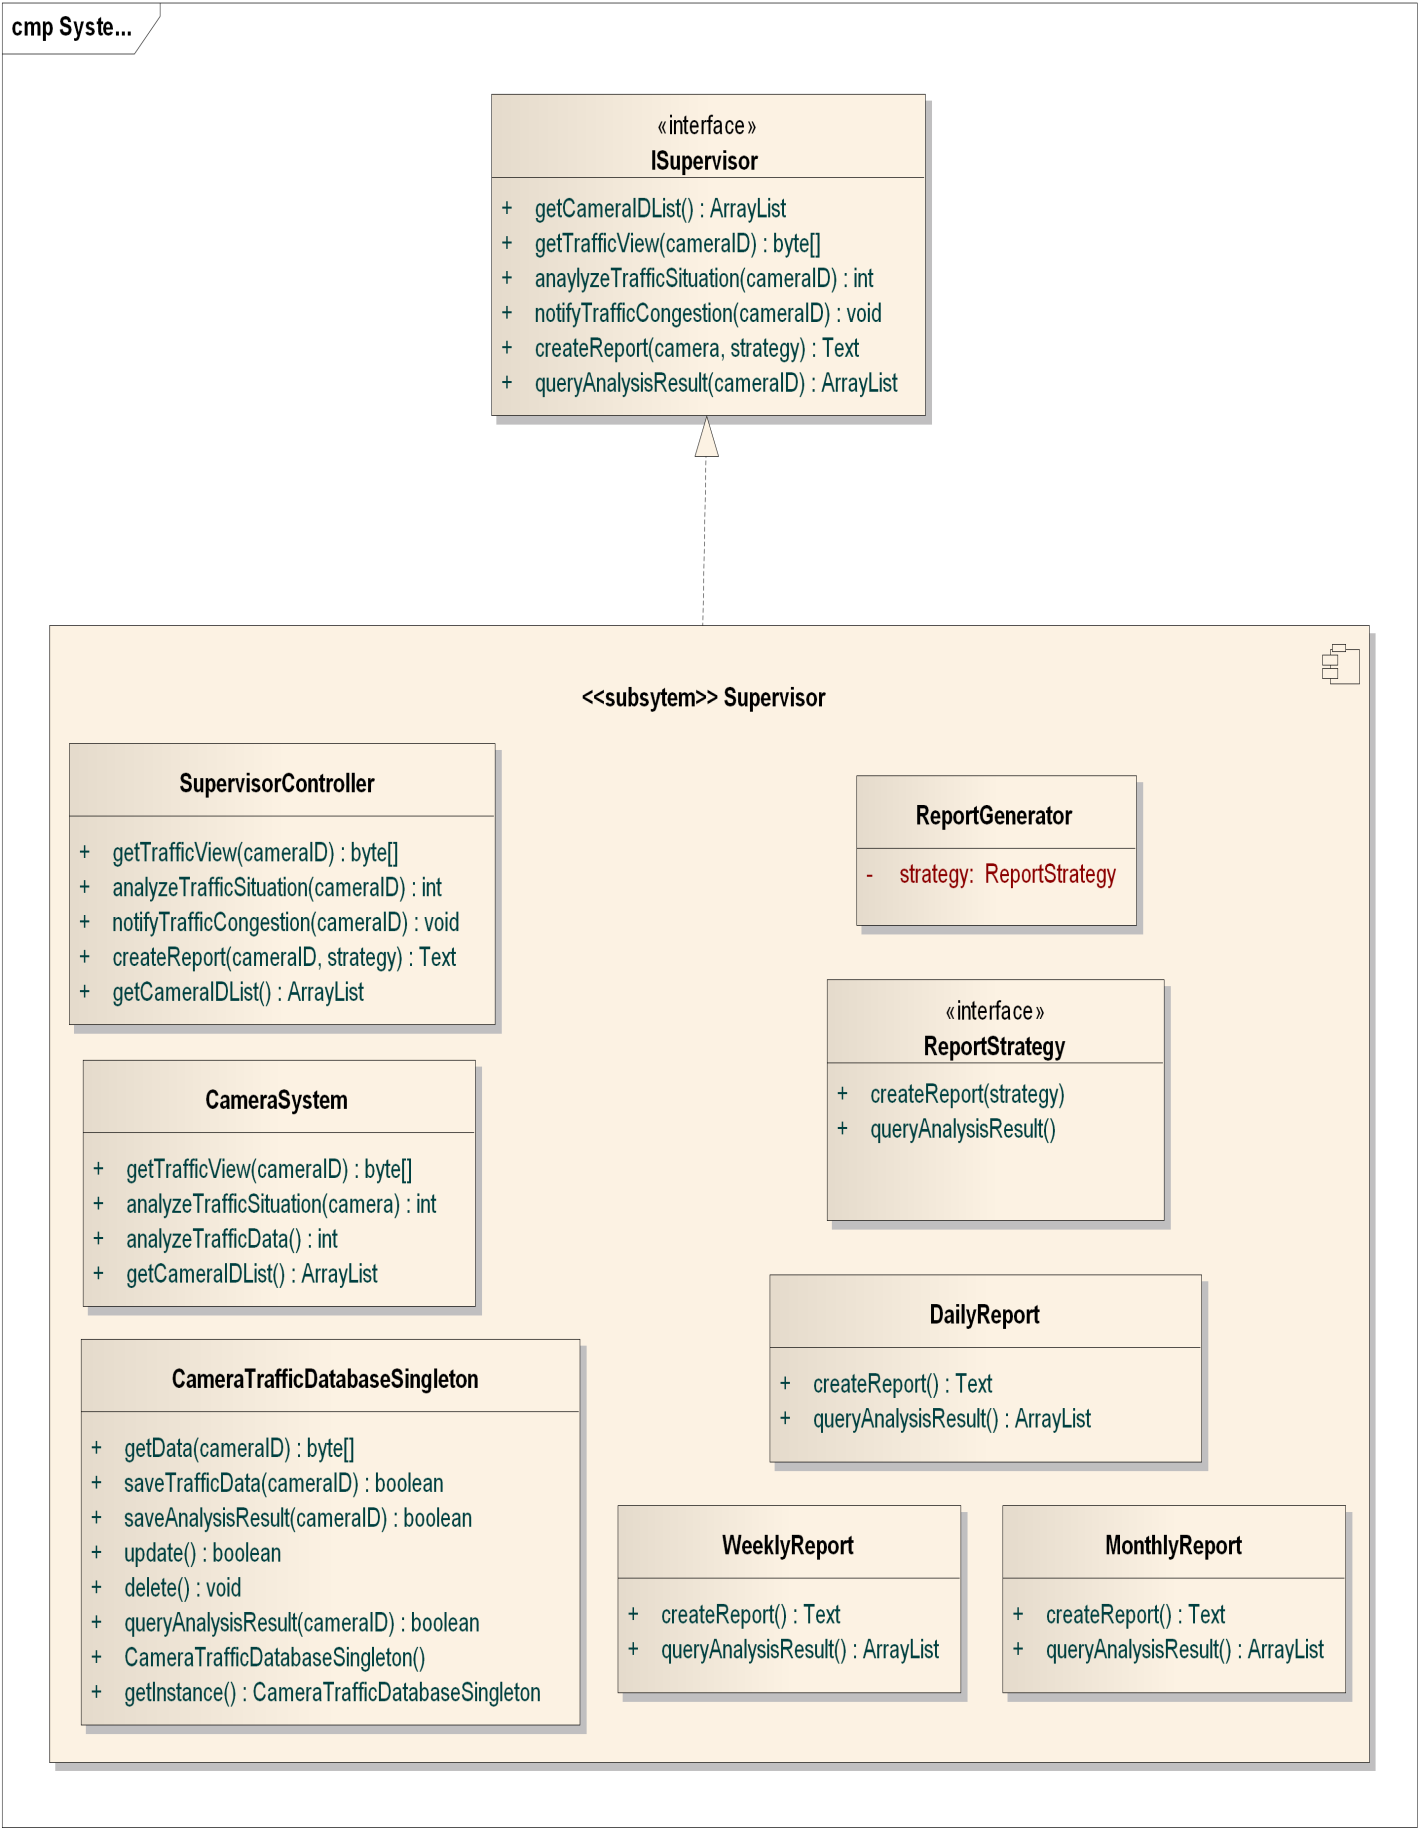 cmp Syste...
«interface»
ISupervisor
+ getCameraIDList() : ArrayList
+ getTrafficView(cameraID) : byte[]
+ anaylyzeTrafficSituation(cameraID) : int
+ notifyTrafficCongestion(cameraID) : void
+ createReport(camera, strategy) : Text
+ queryAnalysisResult(cameraID) : ArrayList
<<subsytem>> Supervisor
SupervisorController
+ getTrafficView(cameraID) : byte[]
+ analyzeTrafficSituation(cameraID) : int
+ notifyTrafficCongestion(cameraID) : void
+ createReport(cameraID, strategy) : Text
+ getCameraIDList() : ArrayList
CameraSystem
+ getTrafficView(cameraID) : byte[]
+ analyzeTrafficSituation(camera) : int
+ analyzeTrafficData() : int
+ getCameraIDList() : ArrayList
CameraTrafficDatabaseSingleton
+ getData(cameraID) : byte[]
+ saveTrafficData(cameraID) : boolean
+ saveAnalysisResult(cameraID) : boolean
+ update() : boolean
+ delete() : void
+ queryAnalysisResult(cameraID) : boolean
+ CameraTrafficDatabaseSingleton()
+ getInstance() : CameraTrafficDatabaseSingleton
ReportGenerator
- strategy: ReportStrategy
«interface»
ReportStrategy
+ createReport(strategy)
+ queryAnalysisResult()
DailyReport
+ createReport() : Text
+ queryAnalysisResult() : ArrayList
WeeklyReport
+ createReport() : Text
+ queryAnalysisResult() : ArrayList
MonthlyReport
+ createReport() : Text
+ queryAnalysisResult() : ArrayList